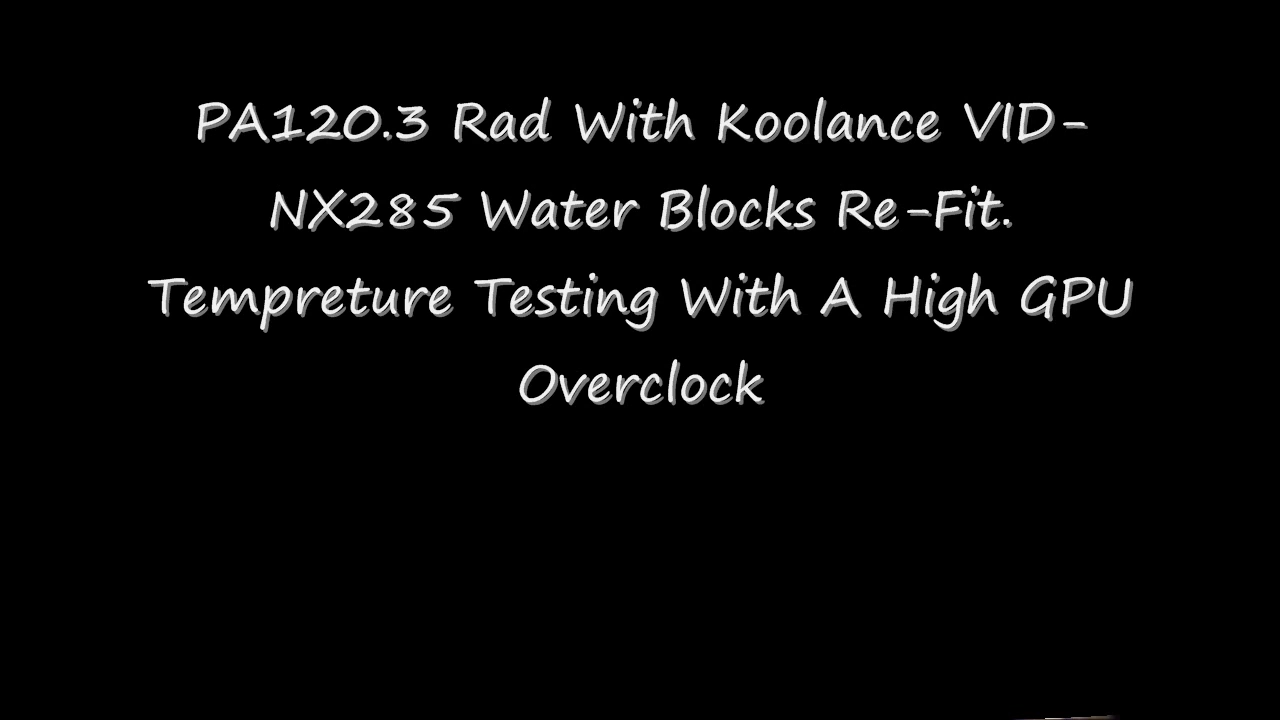 PA120.3 Rad With Koolance VID-
NX285 Water Blocks Re-Fit.
Tempreture Testing With A High GPU
Overclock